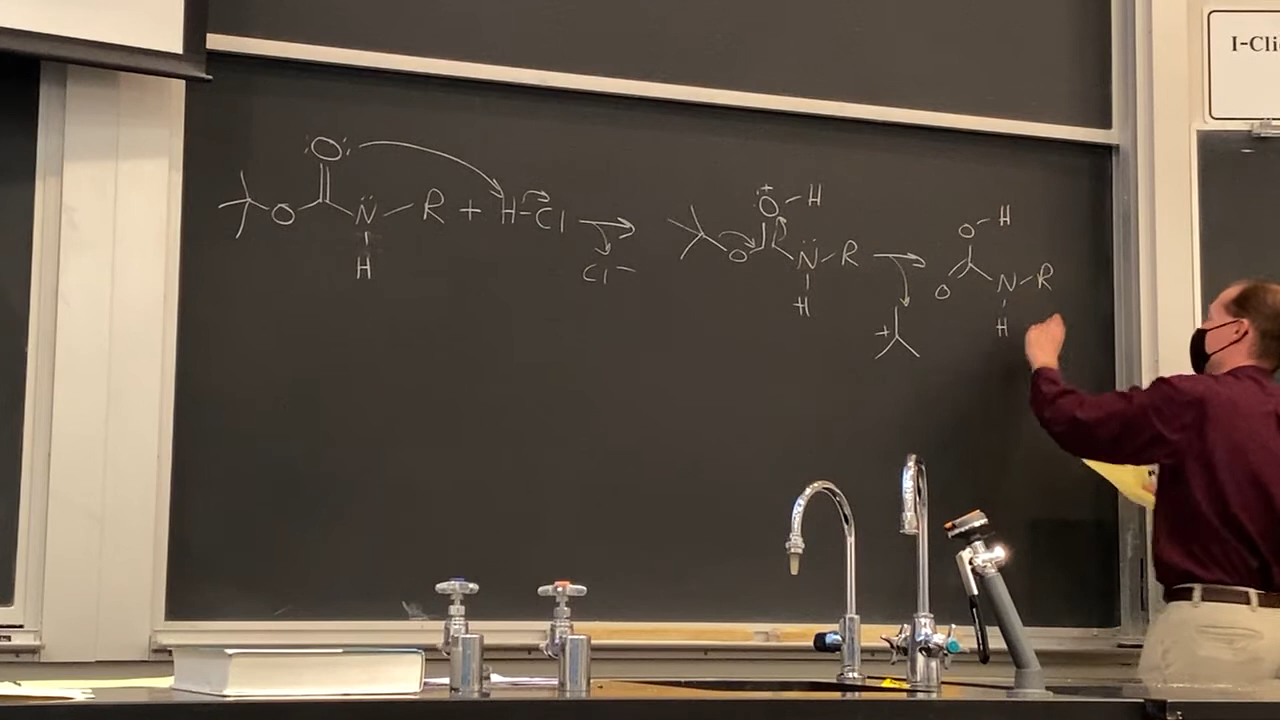 I-Cli
O O-H O-H
O N-R + H-Cl → O N-R → O N-R
H Cl⁻ H H
+